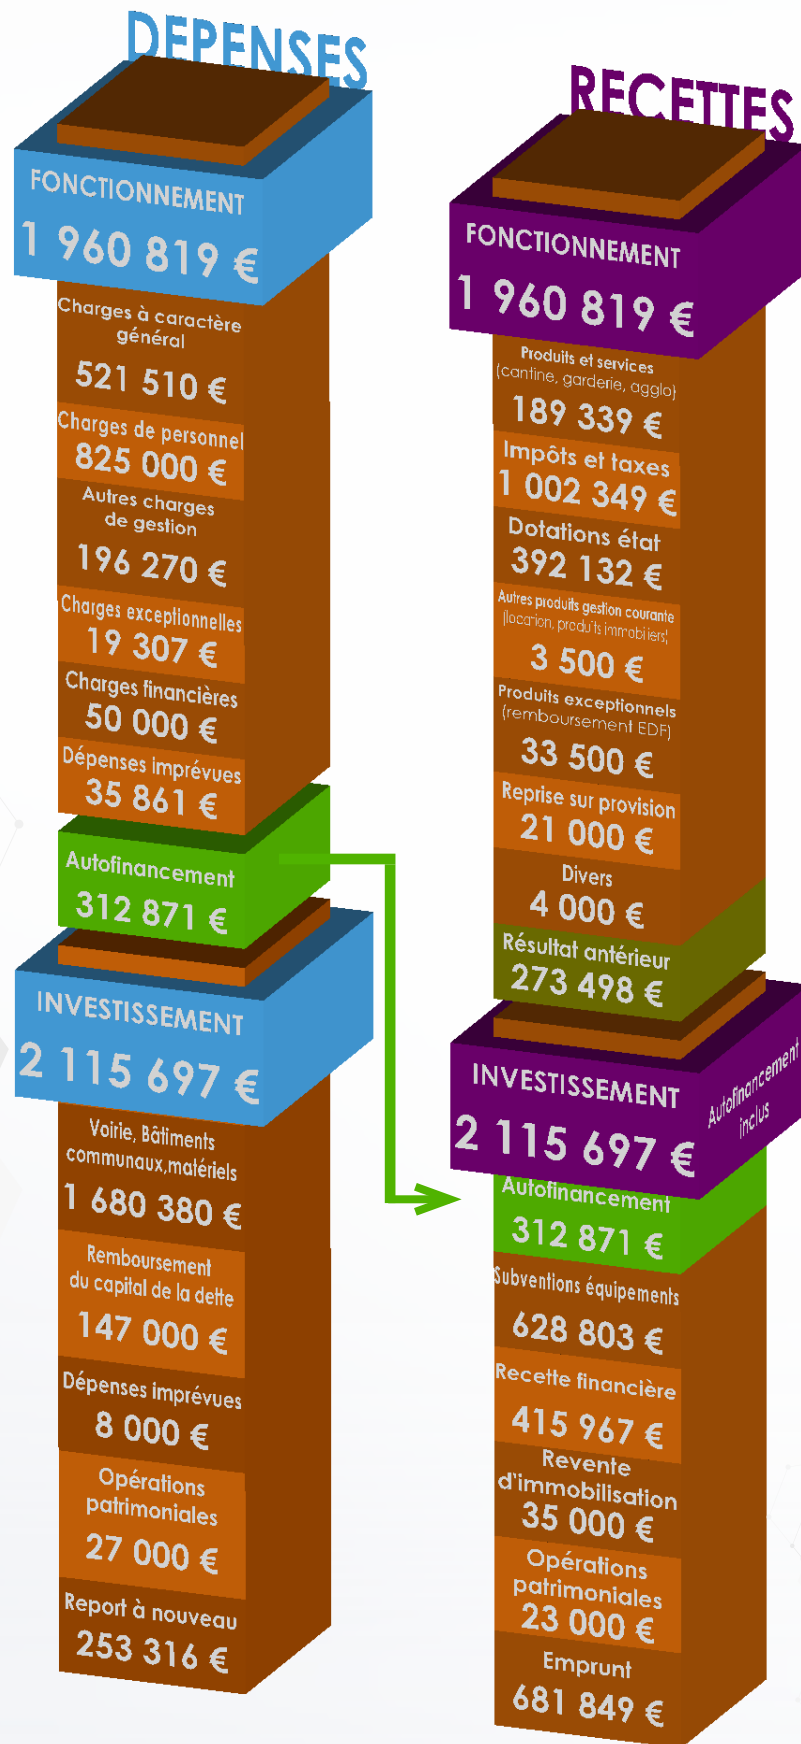 DEPENSES
FONCTIONNEMENT
1 960 819 €
Charges à caractère
général
521 510 €
Charges de personnel
825 000 €
Autres charges
de gestion
196 270 €
Charges exceptionnelles
19 307 €
Charges financières
50 000 €
Dépenses imprévues
35 861 €
Autofinancement
312 871 €
INVESTISSEMENT
2 115 697 €
Voirie, Bâtiments
communaux,matériels
1 680 380 €
Remboursement
du capital de la dette
147 000 €
Dépenses imprévues
8 000 €
Opérations
patrimoniales
27 000 €
Report à nouveau
253 316 €
RECETTES
FONCTIONNEMENT
1 960 819 €
Produits et services
(cantine, garderie, agglo)
189 339 €
Impôts et taxes
1 002 349 €
Dotations état
392 132 €
Autres produits gestion courante
(location, produits immobiliers)
3 500 €
Produits exceptionnels
(remboursement EDF)
33 500 €
Reprise sur provision
21 000 €
Divers
4 000 €
Résultat antérieur
273 498 €
INVESTISSEMENT
2 115 697 €
Autofinancement
inclus
Autofinancement
312 871 €
Subventions équipements
628 803 €
Recette financière
415 967 €
Revente
d'immobilisation
35 000 €
Opérations
patrimoniales
23 000 €
Emprunt
681 849 €